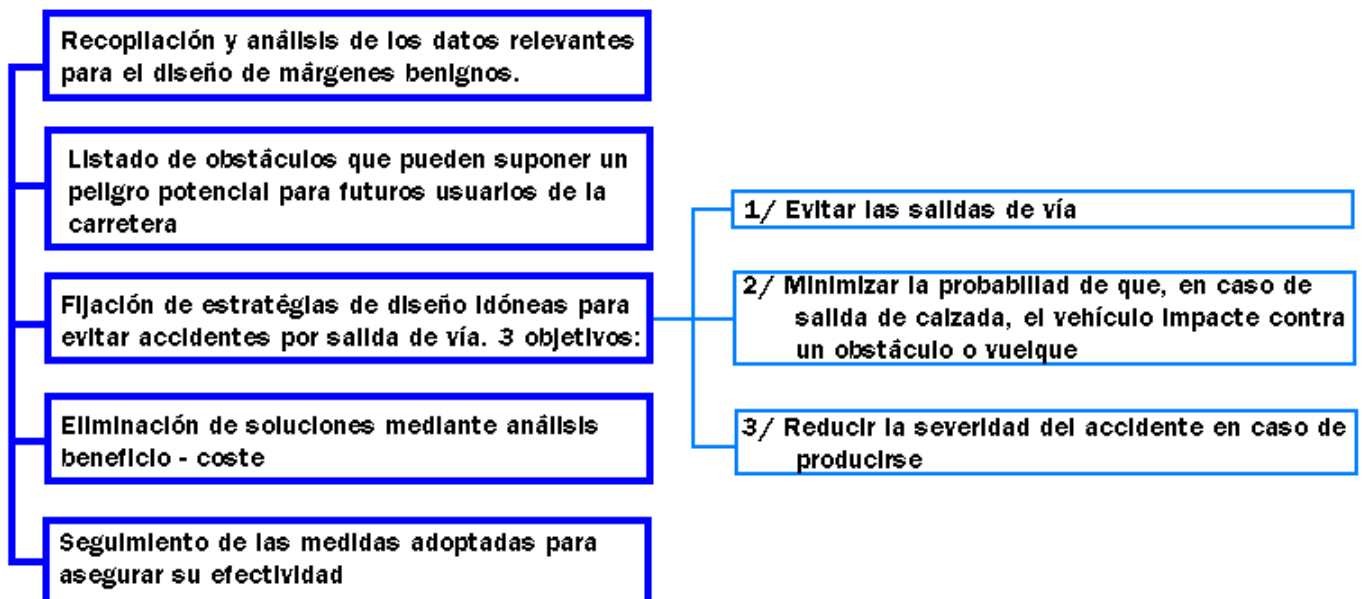 Recopilación y análisis de los datos relevantes
para el diseño de márgenes benignos.
Listado de obstáculos que pueden suponer un
peligro potencial para futuros usuarios de la
carretera
Fijación de estratégias de diseño idóneas para
evitar accidentes por salida de vía. 3 objetivos:
Eliminación de soluciones mediante análisis
beneficio - coste
Seguimiento de las medidas adoptadas para
asegurar su efectividad
1/ Evitar las salidas de vía
2/ Minimizar la probabiliad de que, en caso de
salida de calzada, el vehículo impacte contra
un obstáculo o vuelque
3/ Reducir la severidad del accidente en caso de
producirse